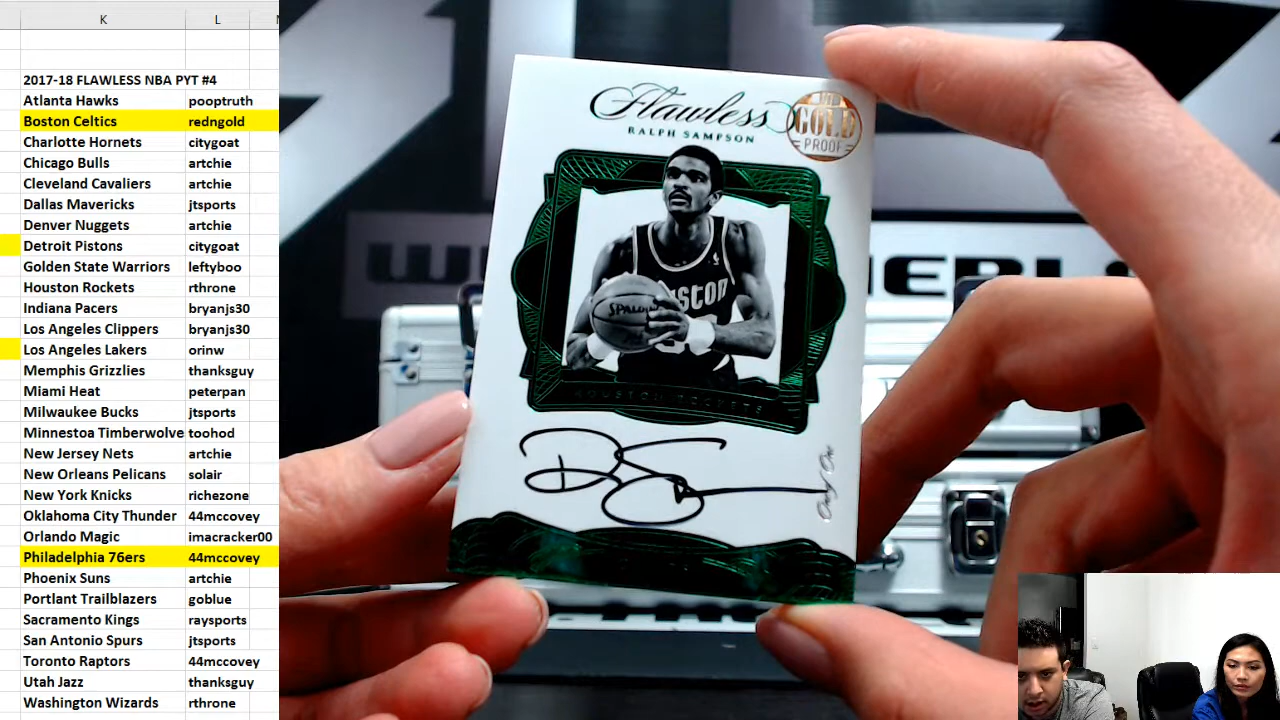 K L
2017-18 FLAWLESS NBA PYT #4
Atlanta Hawks pooptruth
Boston Celtics redngold
Charlotte Hornets citygoat
Chicago Bulls artchie
Cleveland Cavaliers artchie
Dallas Mavericks jtsports
Denver Nuggets artchie
Detroit Pistons citygoat
Golden State Warriors leftyboo
Houston Rockets rthrone
Indiana Pacers bryanjs30
Los Angeles Clippers bryanjs30
Los Angeles Lakers orinw
Memphis Grizzlies thanksguy
Miami Heat peterpan
Milwaukee Bucks jtsports
Minnestoa Timberwolve toohod
New Jersey Nets artchie
New Orleans Pelicans solair
New York Knicks richezone
Oklahoma City Thunder 44mccovey
Orlando Magic imacracker00
Philadelphia 76ers 44mccovey
Phoenix Suns artchie
Portlant Trailblazers goblue
Sacramento Kings raysports
San Antonio Spurs jtsports
Toronto Raptors 44mccovey
Utah Jazz thanksguy
Washington Wizards rthrone
Flawless
RALPH SAMPSON
GOLD
PROOF
SPALDING
HOUSTON ROCKETS